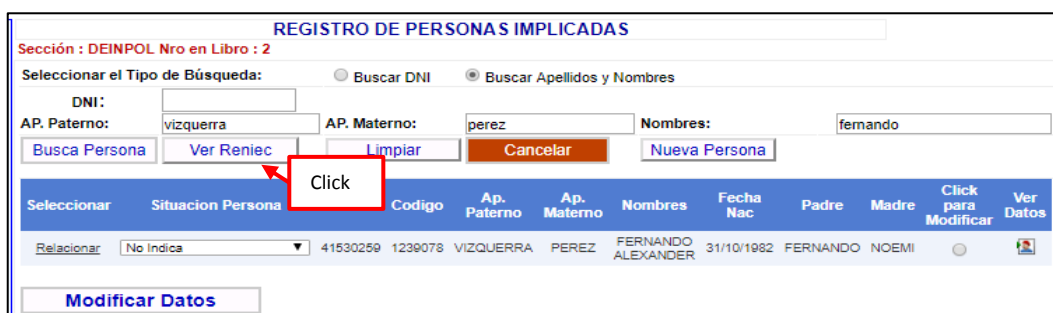 REGISTRO DE PERSONAS IMPLICADAS
Sección : DEINPOL Nro en Libro : 2
Seleccionar el Tipo de Búsqueda: Buscar DNI Buscar Apellidos y Nombres
DNI:
AP. Paterno: vizquerra AP. Materno: perez Nombres: fernando
Busca Persona Ver Reniec Limpiar Cancelar Nueva Persona
Click
Seleccionar Situacion Persona Codigo Ap. Paterno Ap. Materno Nombres Fecha Nac Padre Madre Click para Modificar Ver Datos
Relacionar No Indica 41530259 1239078 VIZQUERRA PEREZ FERNANDO ALEXANDER 31/10/1982 FERNANDO NOEMI
Modificar Datos